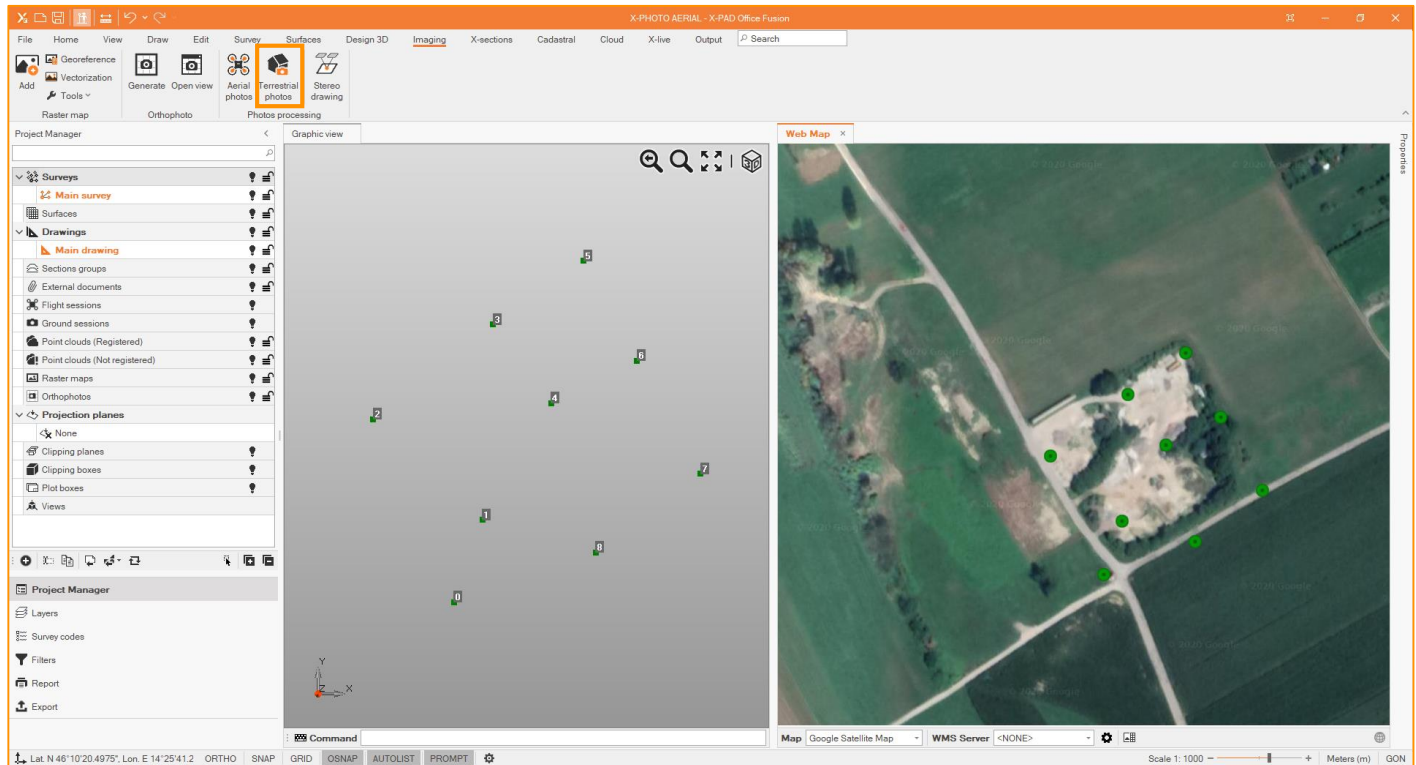 X-PHOTO AERIAL - X-PAD Office Fusion
File Home View Draw Edit Survey Surfaces Design 3D Imaging X-sections Cadastral Cloud X-live Output Search
Add
Georeference
Vectorization
Tools
Generate Open view
Aerial photos
Terrestrial photos
Stereo drawing
Raster map Orthophoto Photos processing
Project Manager
Surveys
Main survey
Surfaces
Drawings
Main drawing
Sections groups
External documents
Flight sessions
Ground sessions
Point clouds (Registered)
Point clouds (Not registered)
Raster maps
Orthophotos
Projection planes
None
Clipping planes
Clipping boxes
Plot boxes
Views
Project Manager
Layers
Survey codes
Filters
Report
Export
Graphic view
3D
5
3
6
4
2
7
1
8
0
Y
Z X
Command
Web Map
Properties
© 2020 Google
Map Google Satellite Map WMS Server <NONE>
Lat. N 46°10'20.4975", Lon. E 14°25'41.2 ORTHO SNAP GRID OSNAP AUTOLIST PROMPT Scale 1: 1000 Meters (m) GON